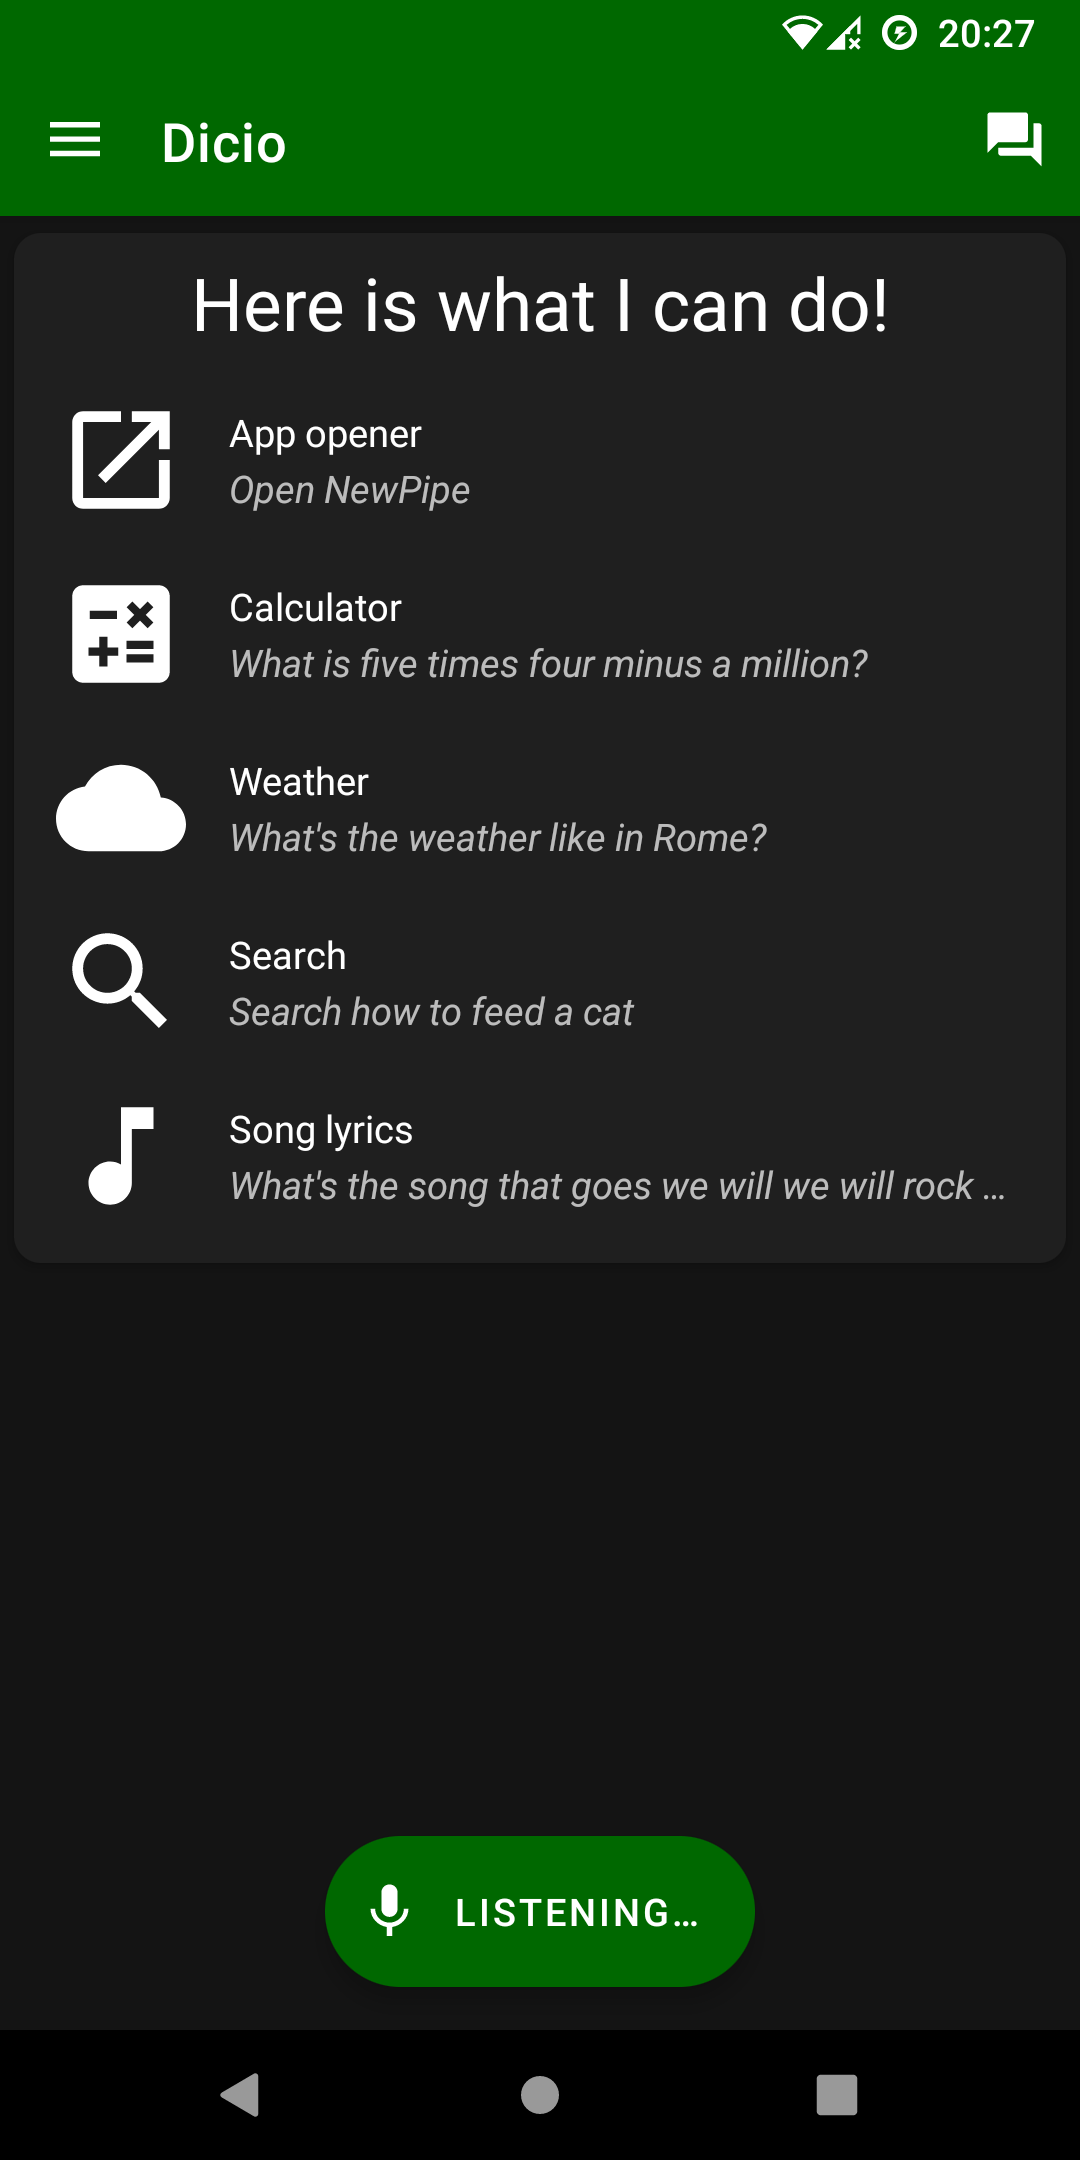 20:27
Dicio
Here is what I can do!
App opener
Open NewPipe
Calculator
What is five times four minus a million?
Weather
What's the weather like in Rome?
Search
Search how to feed a cat
Song lyrics
What's the song that goes we will we will rock …
LISTENING…